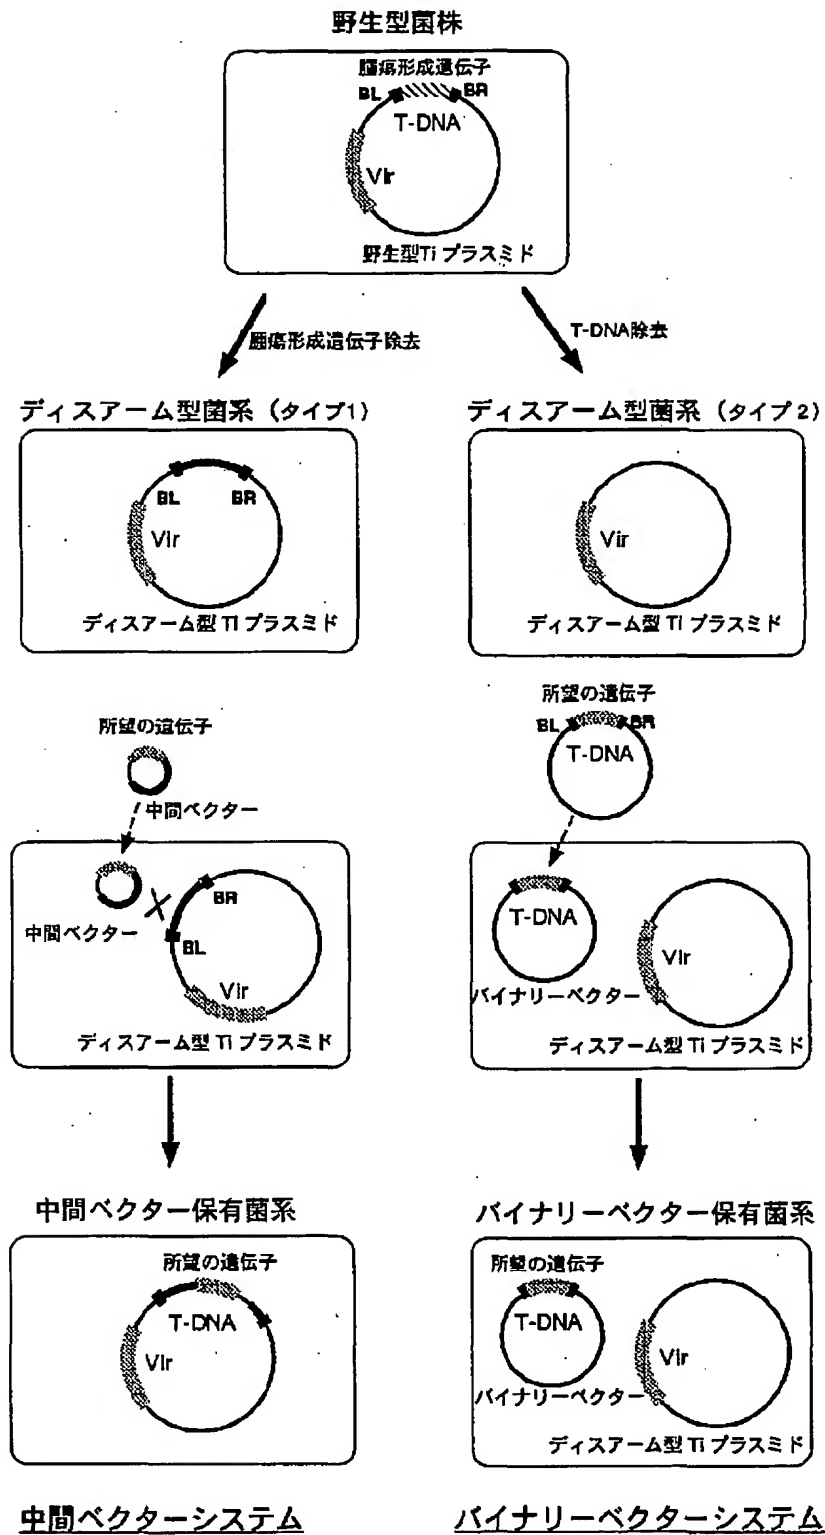 野生型菌株
腫瘍形成遺伝子
BL
BR
T-DNA
Vir
野生型Ti プラスミド
腫瘍形成遺伝子除去
T-DNA除去
ディスアーム型菌系（タイプ1）
BL
BR
Vir
ディスアーム型 Ti プラスミド
ディスアーム型菌系（タイプ2）
Vir
ディスアーム型 Ti プラスミド
所望の遺伝子
中間ベクター
中間ベクター
BR
BL
Vir
ディスアーム型 Ti プラスミド
所望の遺伝子
BL
BR
T-DNA
T-DNA
バイナリーベクター
Vir
ディスアーム型 Ti プラスミド
中間ベクター保有菌系
所望の遺伝子
T-DNA
Vir
バイナリーベクター保有菌系
所望の遺伝子
T-DNA
バイナリーベクター
Vir
ディスアーム型 Ti プラスミド
中間ベクターシステム
バイナリーベクターシステム